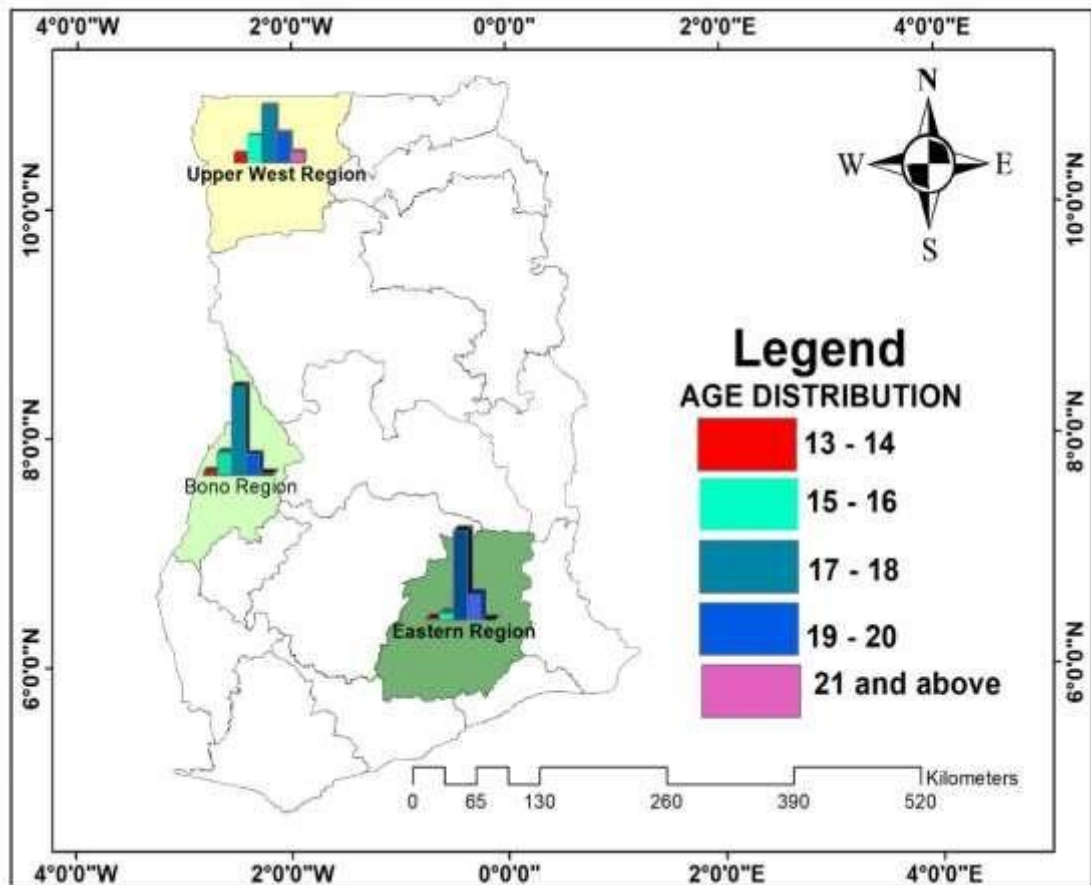 4°0'0"W 2°0'0"W 0°0'0" 2°0'0"E 4°0'0"E
N
W E
S
Upper West Region
10°0'0"N 10°0'0"N
Legend
AGE DISTRIBUTION
13 - 14
8°0'0"N 8°0'0"N
Bono Region
15 - 16
17 - 18
Eastern Region
19 - 20
6°0'0"N 6°0'0"N
21 and above
Kilometers
0 65 130 260 390 520
4°0'0"W 2°0'0"W 0°0'0" 2°0'0"E 4°0'0"E